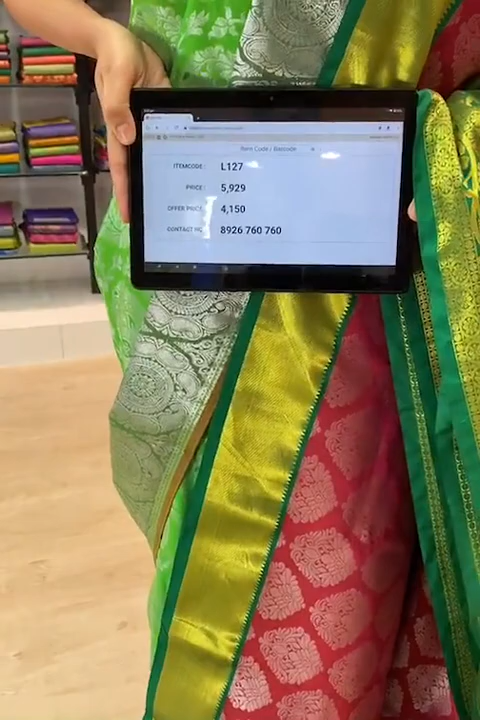 Item Code / Barcode
ITEMCODE: L127
PRICE: 5,929
OFFER PRICE: 4,150
CONTACT NO: 8926 760 760